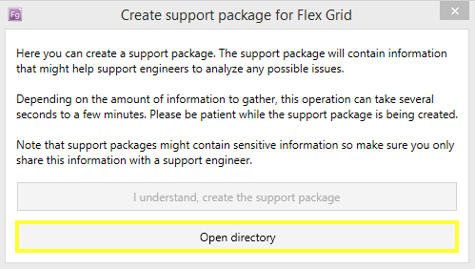 Fg
Create support package for Flex Grid
Here you can create a support package. The support package will contain information
that might help support engineers to analyze any possible issues.
Depending on the amount of information to gather, this operation can take several
seconds to a few minutes. Please be patient while the support package is being created.
Note that support packages might contain sensitive information so make sure you only
share this information with a support engineer.
I understand, create the support package
Open directory